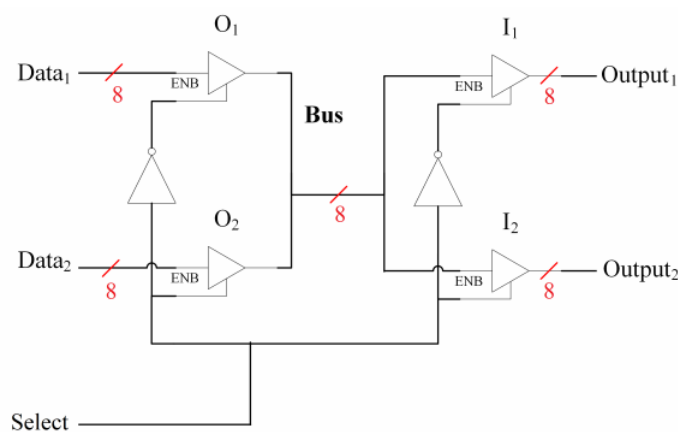 O₁
I₁
Data₁
8
ENB
ENB
8
Output₁
Bus
O₂
8
I₂
Data₂
8
ENB
ENB
8
Output₂
Select